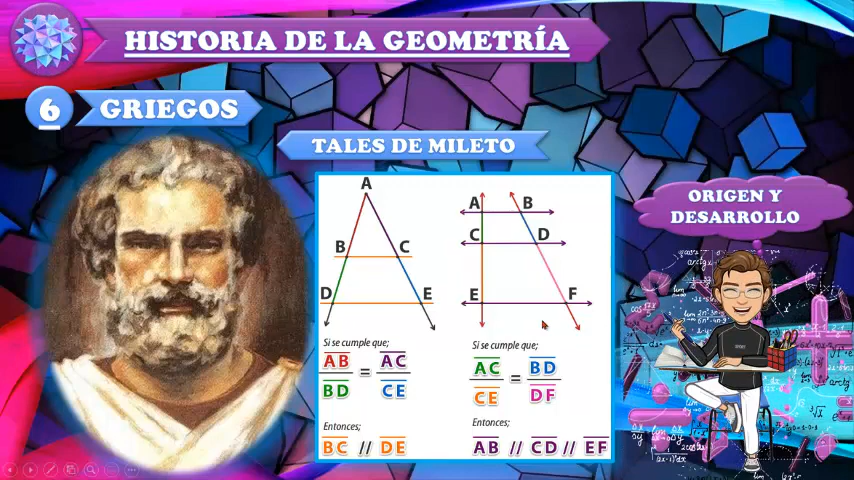 HISTORIA DE LA GEOMETRÍA
6 GRIEGOS
TALES DE MILETO
ORIGEN Y
DESARROLLO
A
B C
D E
A B
C D
E F
Si se cumple que;
AB = AC
BD CE
Entonces;
BC // DE
Si se cumple que;
AC = BD
CE DF
Entonces;
AB // CD // EF